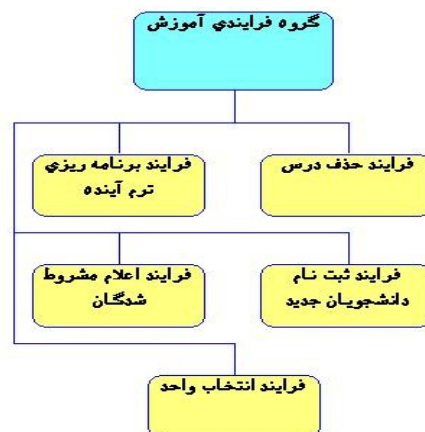 گروه فرايندي آموزش
فرايند حذف درس
فرايند برنامه ريزي
ترم آينده
فرايند ثبت نام
دانشجويان جديد
فرايند اعلام مشروط
شدگان
فرايند انتخاب واحد